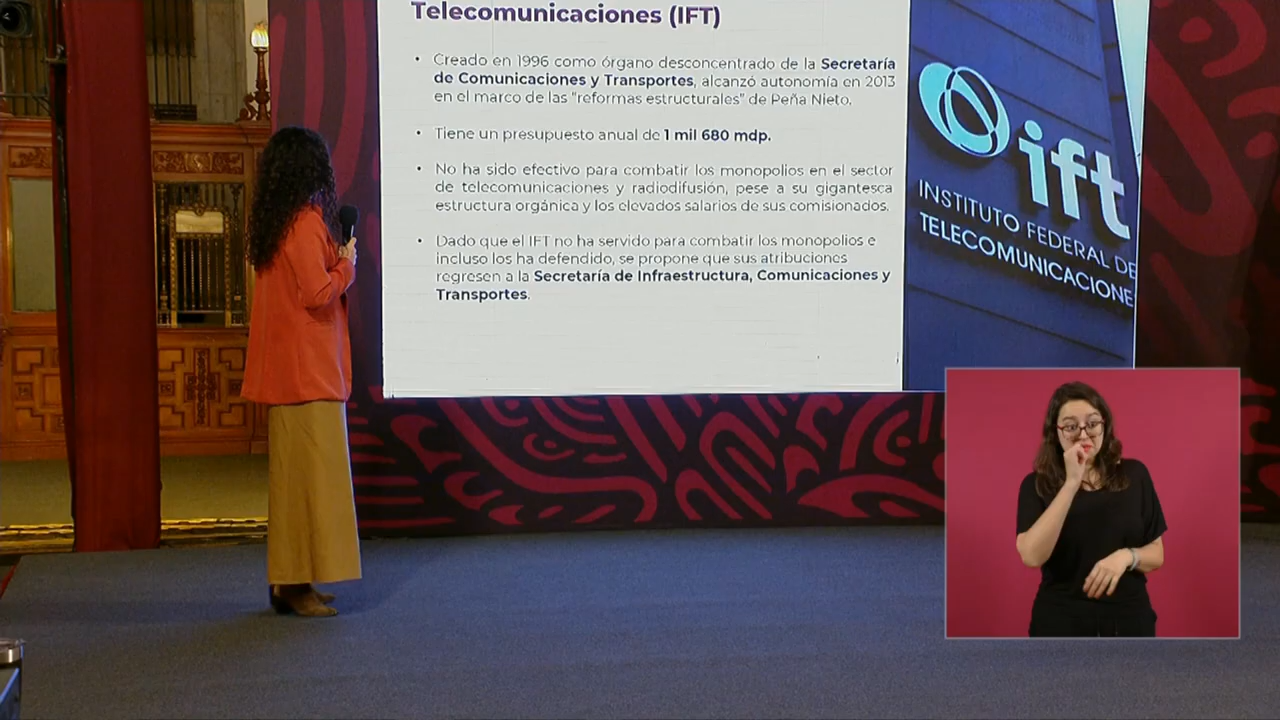 Telecomunicaciones (IFT)
• Creado en 1996 como órgano desconcentrado de la Secretaría
de Comunicaciones y Transportes, alcanzó autonomía en 2013
en el marco de las "reformas estructurales" de Peña Nieto.
• Tiene un presupuesto anual de 1 mil 680 mdp.
• No ha sido efectivo para combatir los monopolios en el sector
de telecomunicaciones y radiodifusión, pese a su gigantesca
estructura orgánica y los elevados salarios de sus comisionados.
• Dado que el IFT no ha servido para combatir los monopolios e
incluso los ha defendido, se propone que sus atribuciones
regresen a la Secretaría de Infraestructura, Comunicaciones y
Transportes.
ift
INSTITUTO FEDERAL DE
TELECOMUNICACIONE